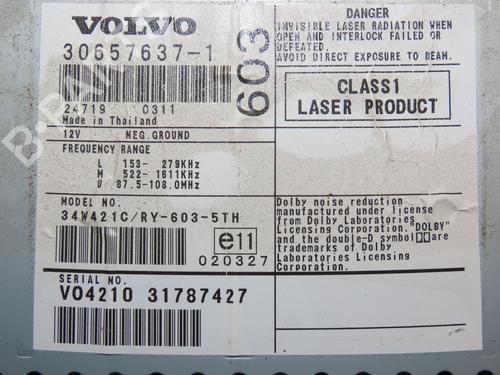 VOLVO
30657637-1
24719 0311
Made in Thailand
12V NEG.GROUND
FREQUENCY RANGE
L 153- 279KHz
M 522- 1611KHz
U 87.5-108.0MHz
MODEL NO.
34W421C/RY-603-5TH
e11
020327
SERIAL NO.
VO4210 31787427
603
DANGER
INVISIBLE LASER RADIATION WHEN
OPEN AND INTERLOCK FAILED OR
DEFEATED.
AVOID DIRECT EXPOSURE TO BEAM.
CLASS1
LASER PRODUCT
Dolby noise reduction
manufactured under license
from Dolby Laboratories
Licensing Corporation. "DOLBY"
and the double-D symbol are
trademarks of Dolby
Laboratories Licensing
Corporation.